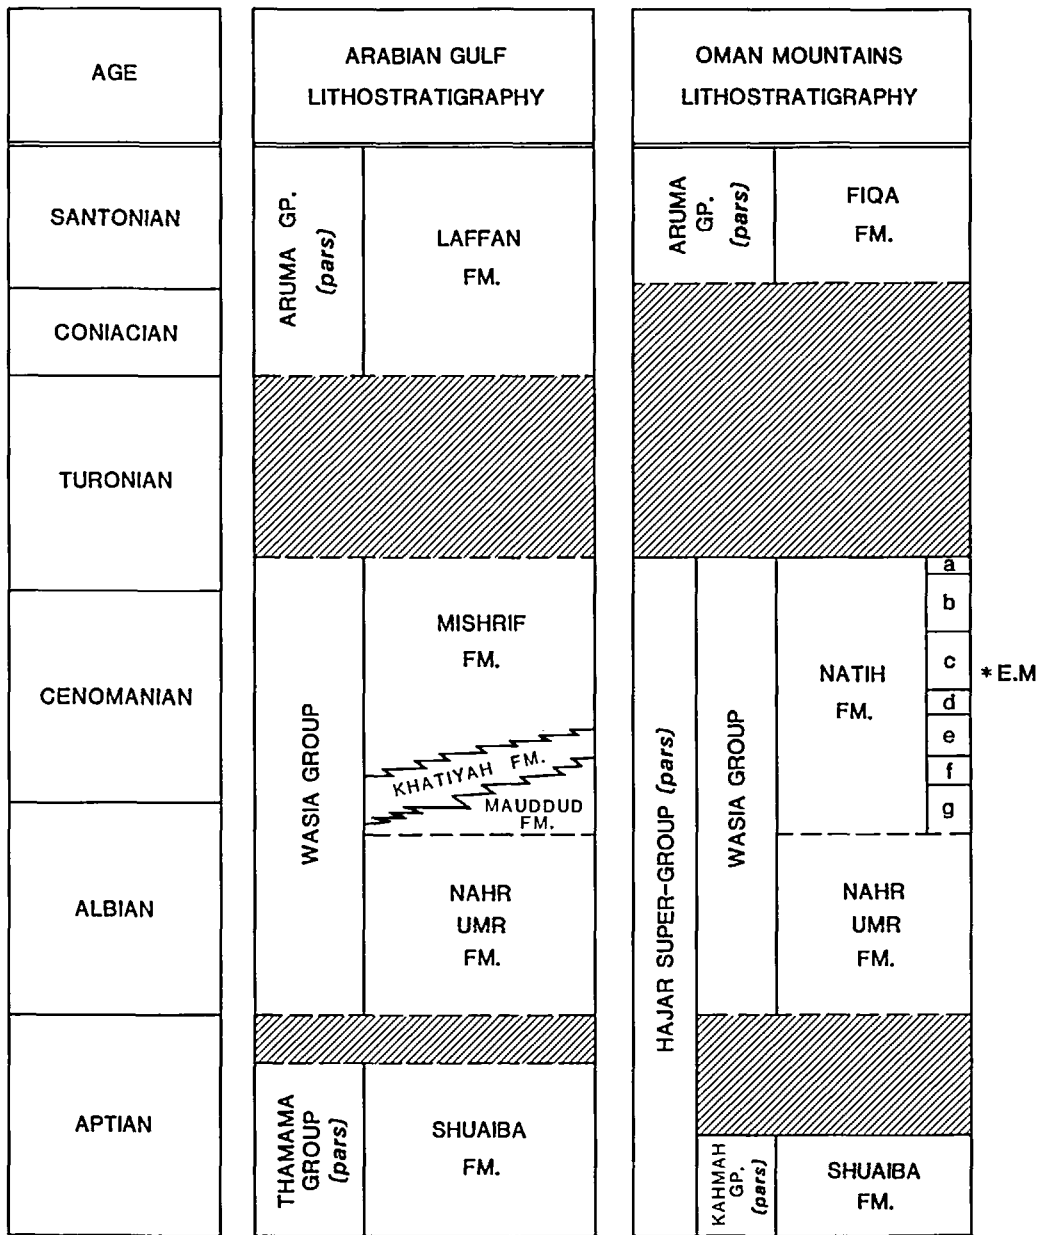 AGE
ARABIAN GULF
LITHOSTRATIGRAPHY
OMAN MOUNTAINS
LITHOSTRATIGRAPHY
SANTONIAN
CONIACIAN
TURONIAN
CENOMANIAN
ALBIAN
APTIAN
ARUMA GP.
(pars)
LAFFAN
FM.
WASIA GROUP
MISHRIF
FM.
KHATIYAH FM.
MAUDDUD
FM.
NAHR
UMR
FM.
THAMAMA
GROUP
(pars)
SHUAIBA
FM.
ARUMA
GP.
(pars)
FIQA
FM.
HAJAR SUPER-GROUP (pars)
WASIA GROUP
NATIH
FM.
a
b
c
d
e
f
g
* E.M
NAHR
UMR
FM.
KAHMAH
GP.
(pars)
SHUAIBA
FM.